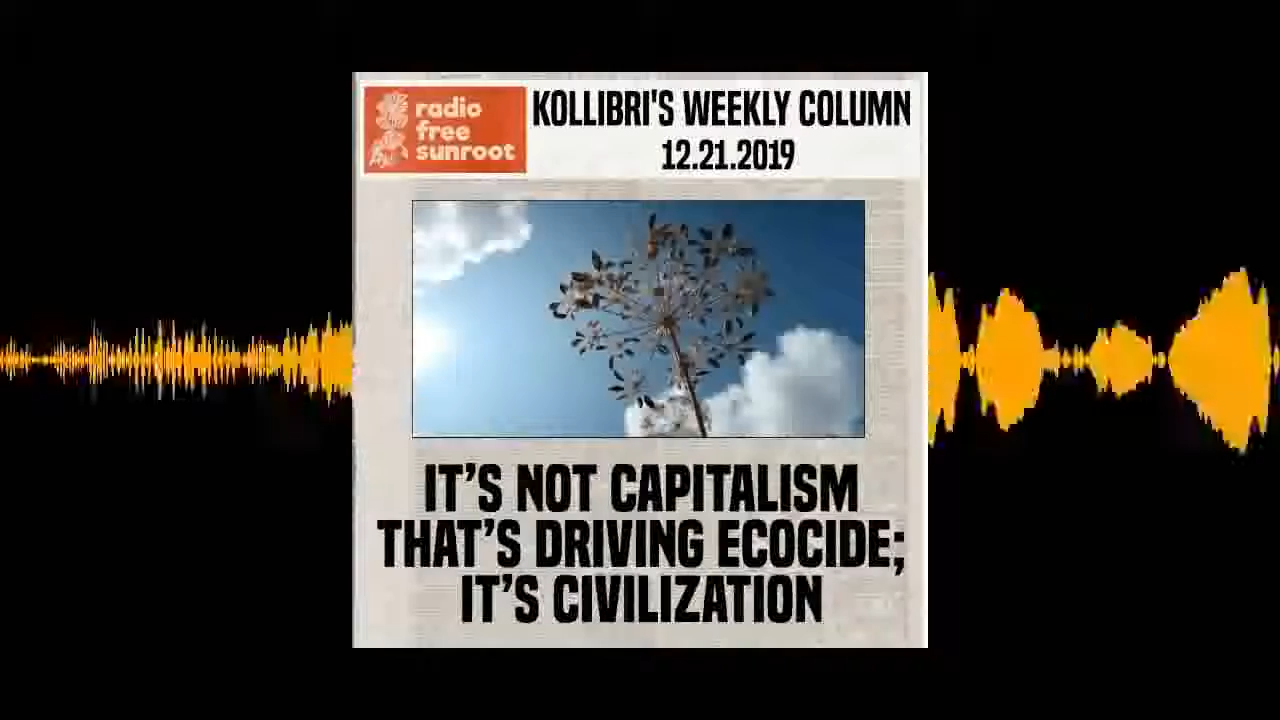 radio
free
sunroot
KOLLIBRI'S WEEKLY COLUMN
12.21.2019
IT'S NOT CAPITALISM
THAT'S DRIVING ECOCIDE;
IT'S CIVILIZATION